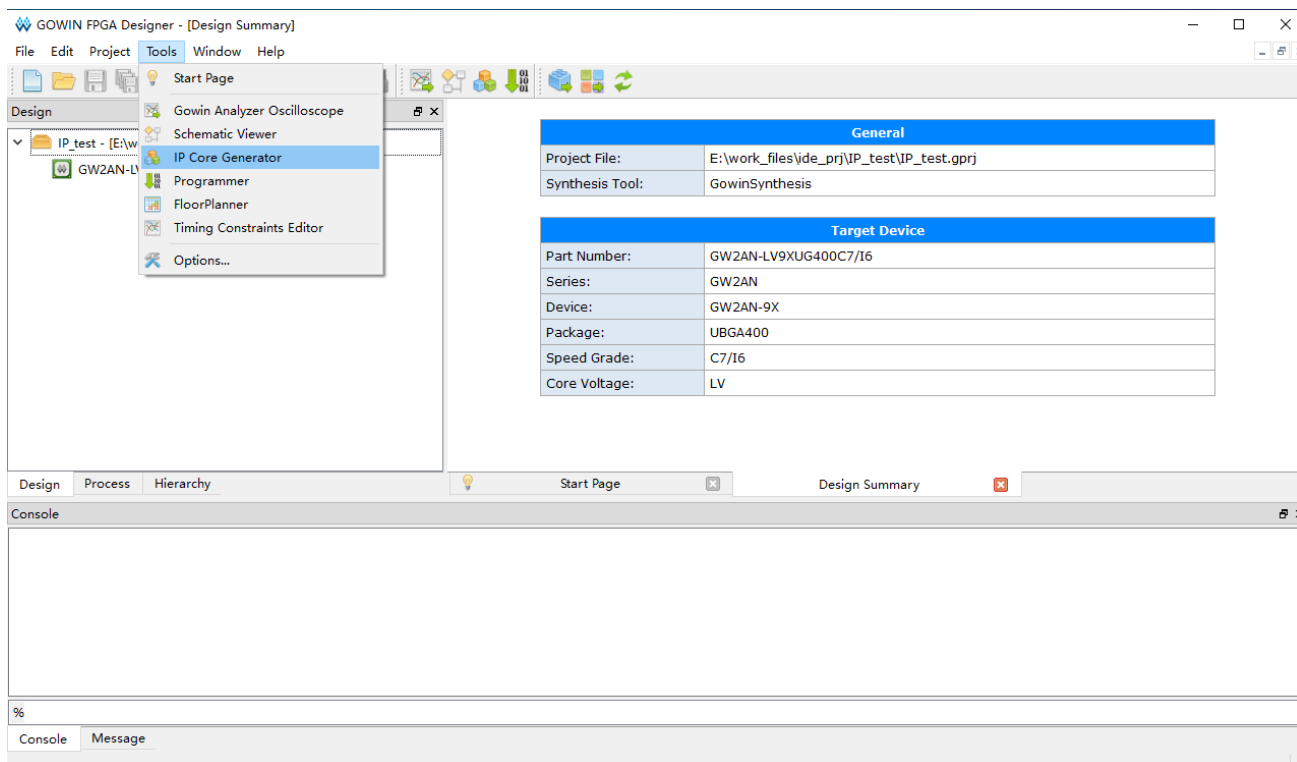 GOWIN FPGA Designer - [Design Summary]
File Edit Project Tools Window Help
Start Page
Gowin Analyzer Oscilloscope
Schematic Viewer
IP Core Generator
Programmer
FloorPlanner
Timing Constraints Editor
Options...
Design
IP_test - [E:\w
GW2AN-LV
General
Project File: E:\work_files\ide_prj\IP_test\IP_test.gprj
Synthesis Tool: GowinSynthesis
Target Device
Part Number: GW2AN-LV9XUG400C7/I6
Series: GW2AN
Device: GW2AN-9X
Package: UBGA400
Speed Grade: C7/I6
Core Voltage: LV
Design Process Hierarchy
Start Page Design Summary
Console
%
Console Message